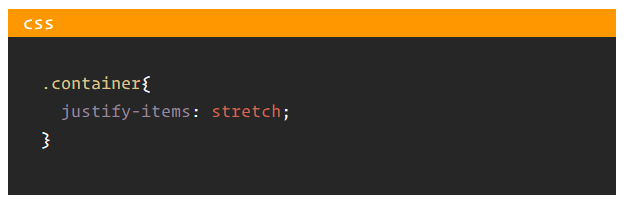 css
.container{
justify-items: stretch;
}